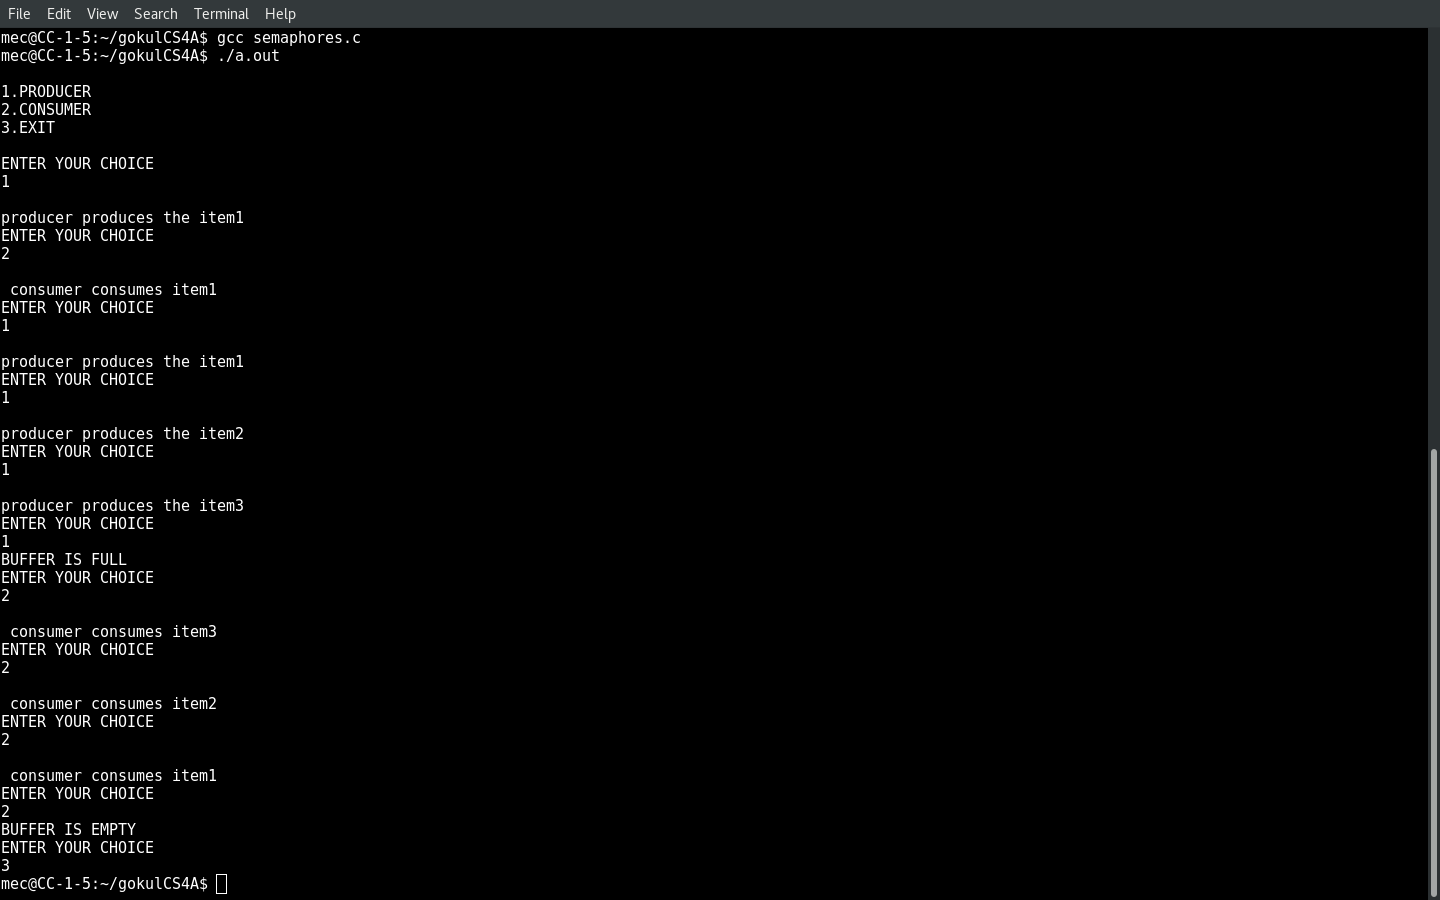 File Edit View Search Terminal Help
mec@CC-1-5:~/gokulCS4A$ gcc semaphores.c
mec@CC-1-5:~/gokulCS4A$ ./a.out
1.PRODUCER
2.CONSUMER
3.EXIT
ENTER YOUR CHOICE
1
producer produces the item1
ENTER YOUR CHOICE
2
consumer consumes item1
ENTER YOUR CHOICE
1
producer produces the item1
ENTER YOUR CHOICE
1
producer produces the item2
ENTER YOUR CHOICE
1
producer produces the item3
ENTER YOUR CHOICE
1
BUFFER IS FULL
ENTER YOUR CHOICE
2
consumer consumes item3
ENTER YOUR CHOICE
2
consumer consumes item2
ENTER YOUR CHOICE
2
consumer consumes item1
ENTER YOUR CHOICE
2
BUFFER IS EMPTY
ENTER YOUR CHOICE
3
mec@CC-1-5:~/gokulCS4A$